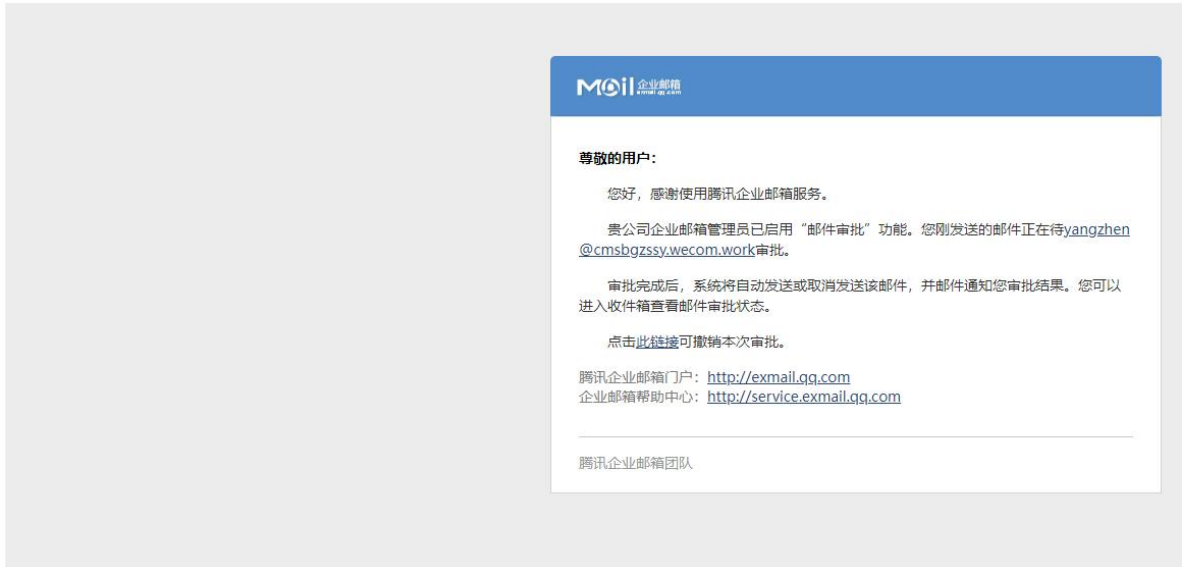 Mail 企业邮箱
exmail.qq.com
尊敬的用户：
您好，感谢使用腾讯企业邮箱服务。
贵公司企业邮箱管理员已启用“邮件审批”功能。您刚发送的邮件正在待yangzhen
@cmsbgzssy.wecom.work审批。
审批完成后，系统将自动发送或取消发送该邮件，并邮件通知您审批结果。您可以
进入收件箱查看邮件审批状态。
点击此链接可撤销本次审批。
腾讯企业邮箱门户：http://exmail.qq.com
企业邮箱帮助中心：http://service.exmail.qq.com
腾讯企业邮箱团队